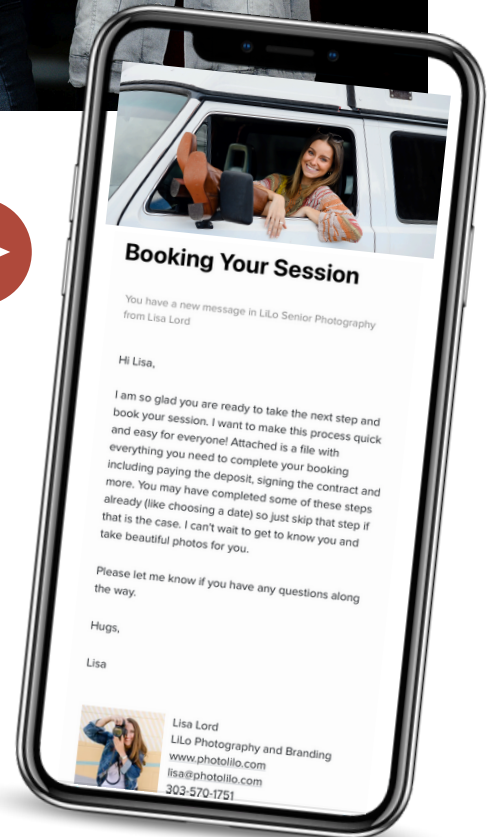 Booking Your Session
You have a new message in LiLo Senior Photography
from Lisa Lord
Hi Lisa,
I am so glad you are ready to take the next step and
book your session. I want to make this process quick
and easy for everyone! Attached is a file with
everything you need to complete your booking
including paying the deposit, signing the contract and
more. You may have completed some of these steps
already (like choosing a date) so just skip that step if
that is the case. I can't wait to get to know you and
take beautiful photos for you.
Please let me know if you have any questions along
the way.
Hugs,
Lisa
Lisa Lord
LiLo Photography and Branding
www.photolilo.com
lisa@photolilo.com
303-570-1751